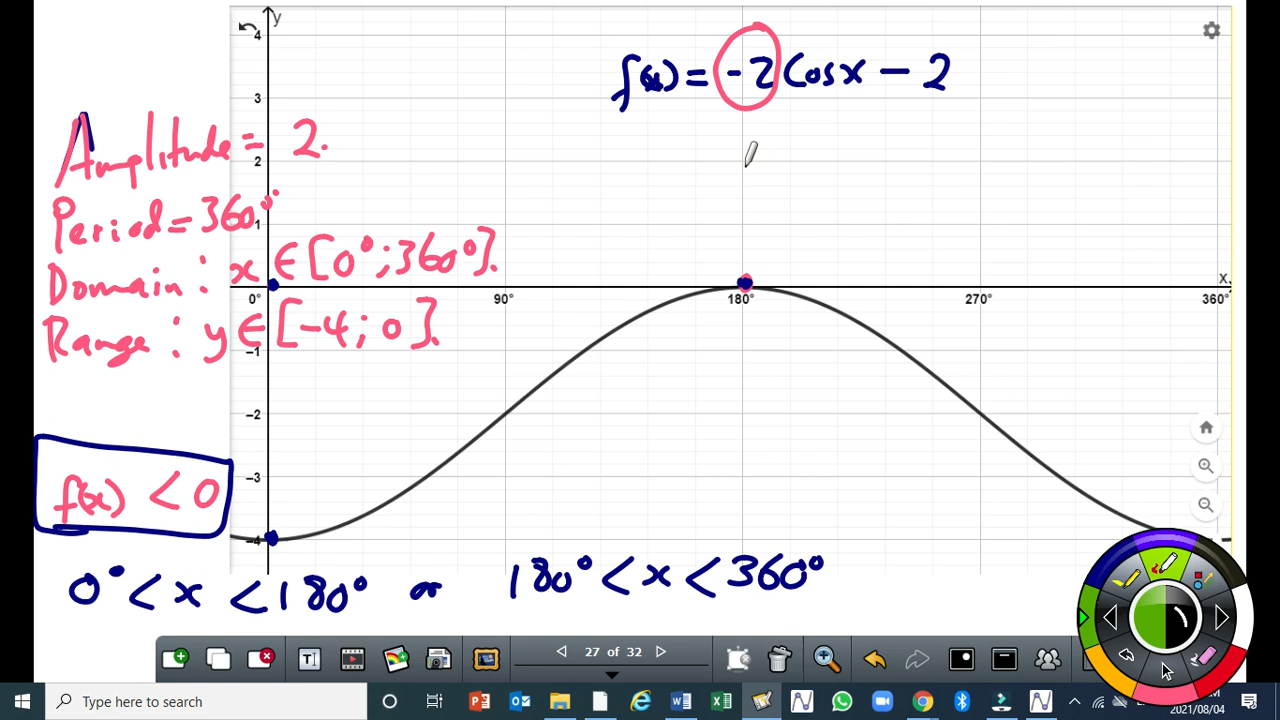 y
4
f(x) = -2 Cosx - 2
3
Amplitude = 2.
2
Period = 360°
1
Domain : x ∈ [0° ; 360°].
x
0° 90° 180° 270° 360°
Range : y ∈ [-4 ; 0].
-1
-2
-3
f(x) < 0
-4
0° < x < 180° or 180° < x < 360°
T
27 of 32
Type here to search
2021/08/04